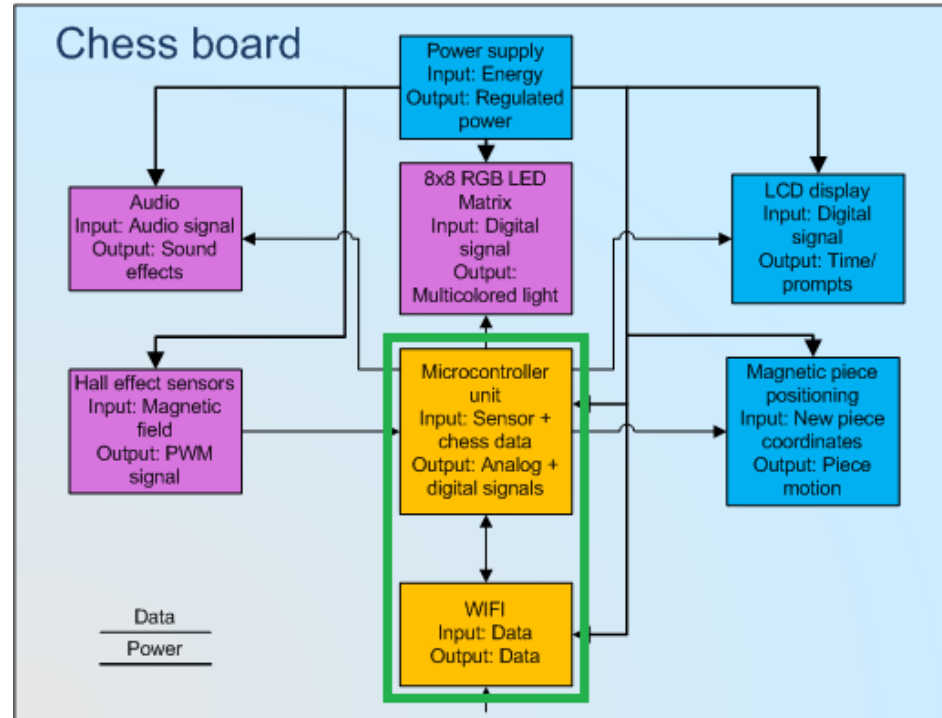 Chess board
Power supply
Input: Energy
Output: Regulated
power
8x8 RGB LED
Matrix
Input: Digital
signal
Output:
Multicolored light
Audio
Input: Audio signal
Output: Sound
effects
LCD display
Input: Digital
signal
Output: Time/
prompts
Hall effect sensors
Input: Magnetic
field
Output: PWM
signal
Microcontroller
unit
Input: Sensor +
chess data
Output: Analog +
digital signals
Magnetic piece
positioning
Input: New piece
coordinates
Output: Piece
motion
WIFI
Input: Data
Output: Data
Data
Power